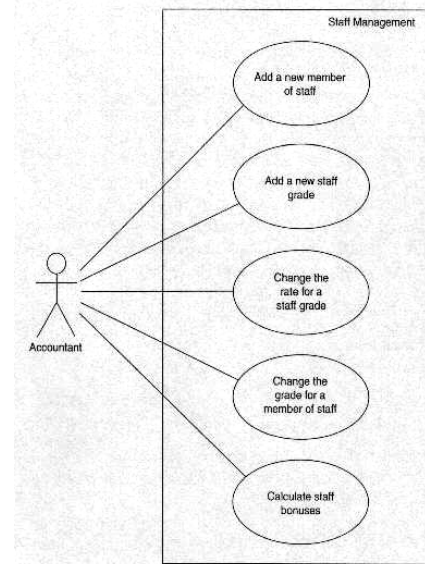 Staff Management
Add a new member
of staff
Add a new staff
grade
Change the
rate for a
staff grade
Accountant
Change the
grade for a
member of staff
Calculate staff
bonuses